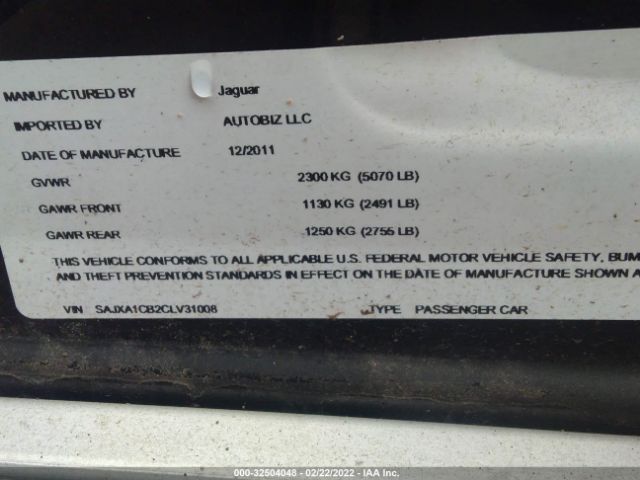 MANUFACTURED BY Jaguar
IMPORTED BY AUTOBIZ LLC
DATE OF MANUFACTURE 12/2011
GVWR 2300 KG (5070 LB)
GAWR FRONT 1130 KG (2491 LB)
GAWR REAR 1250 KG (2755 LB)
THIS VEHICLE CONFORMS TO ALL APPLICABLE U.S. FEDERAL MOTOR VEHICLE SAFETY, BUM
AND THEFT PREVENTION STANDARDS IN EFFECT ON THE DATE OF MANUFACTURE SHOWN A
VIN SAJXA1CB2CLV31008 TYPE PASSENGER CAR
000-32504048 - 02/22/2022 - IAA Inc.